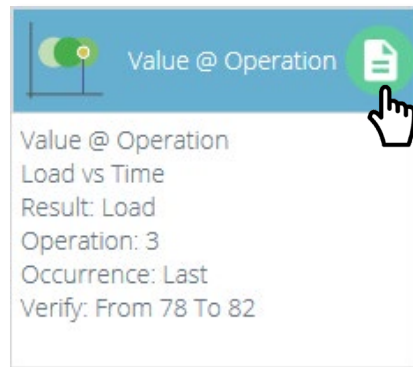 Value @ Operation
Value @ Operation
Load vs Time
Result: Load
Operation: 3
Occurrence: Last
Verify: From 78 To 82